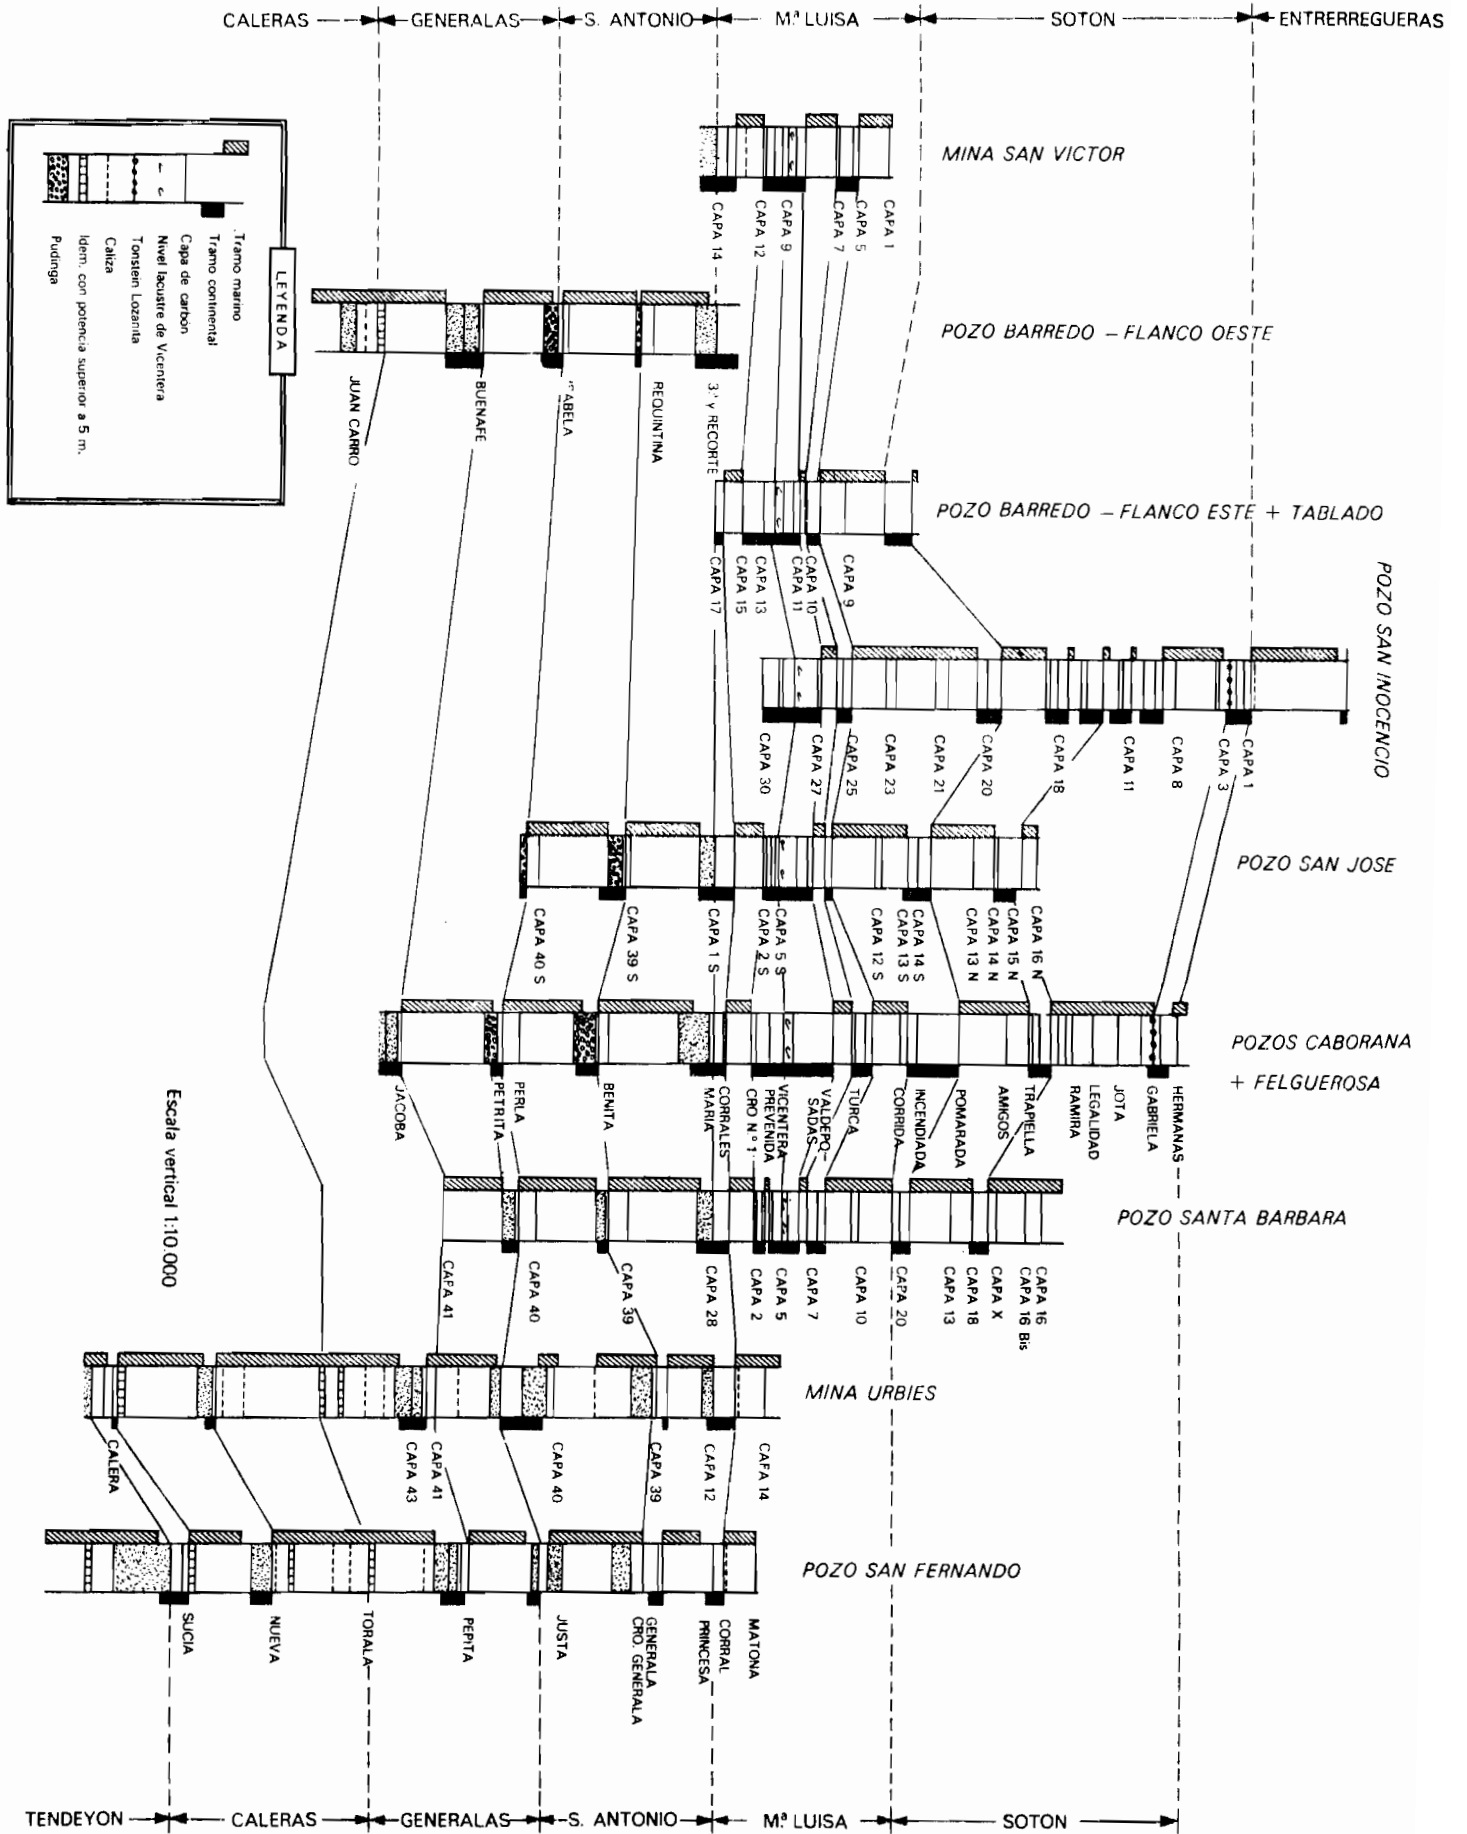 CALERAS GENERALAS S. ANTONIO Mª LUISA SOTON ENTRERREGUERAS
MINA SAN VICTOR
CAPA 14
CAPA 12
CAPA 9
CAPA 7
CAPA 5
CAPA 1
LEYENDA
Tramo marino
Tramo continental
Capa de carbón
Nivel lacustre de Vicentera
Tonstein Lozanita
Caliza
Idem. con potencia superior a 5 m.
Pudinga
POZO BARREDO – FLANCO OESTE
JUAN CARRO
BUENAFE
REQUINTINA
3.ª y RECORTE
POZO BARREDO – FLANCO ESTE + TABLADO
CAPA 17
CAPA 15
CAPA 13
CAPA 11
CAPA 10
CAPA 9
POZO SAN INOCENCIO
CAPA 30
CAPA 27
CAPA 25
CAPA 23
CAPA 21
CAPA 20
CAPA 18
CAPA 11
CAPA 8
CAPA 3
CAPA 1
POZO SAN JOSE
CAPA 40 S
CAPA 39 S
CAPA 1 S
CAPA 2 S
CAPA 5 S
CAPA 12 S
CAPA 13 S
CAPA 14 S
CAPA 13 N
CAPA 14 N
CAPA 15 N
CAPA 16 N
POZOS CABORANA
+ FELGUEROSA
JACOBA
PETRITA
PERLA
BENITA
MARIA
CORRALES
CRO N.º 1
PREVENIDA
VICENTERA
VALDEPO-
SADAS
TURCA
CORRIDA
INCENDIADA
POMARADA
AMIGOS
TRAPIELLA
RAMIRA
LEGALIDAD
JOTA
GABRIELA
HERMANAS
Escala vertical 1:10.000
POZO SANTA BARBARA
CAPA 41
CAPA 40
CAPA 39
CAPA 28
CAPA 2
CAPA 5
CAPA 7
CAPA 10
CAPA 20
CAPA 13
CAPA 18
CAPA X
CAPA 16 Bis
CAPA 16
MINA URBIES
CALERA
CAPA 43
CAPA 41
CAPA 40
CAPA 39
CAPA 12
CAPA 14
POZO SAN FERNANDO
SUCIA
NUEVA
TORALA
PEPITA
JUSTA
CRO. GENERALA
GENERALA
PRINCESA
CORRAL
MATONA
TENDEYON CALERAS GENERALAS S. ANTONIO Mª LUISA SOTON